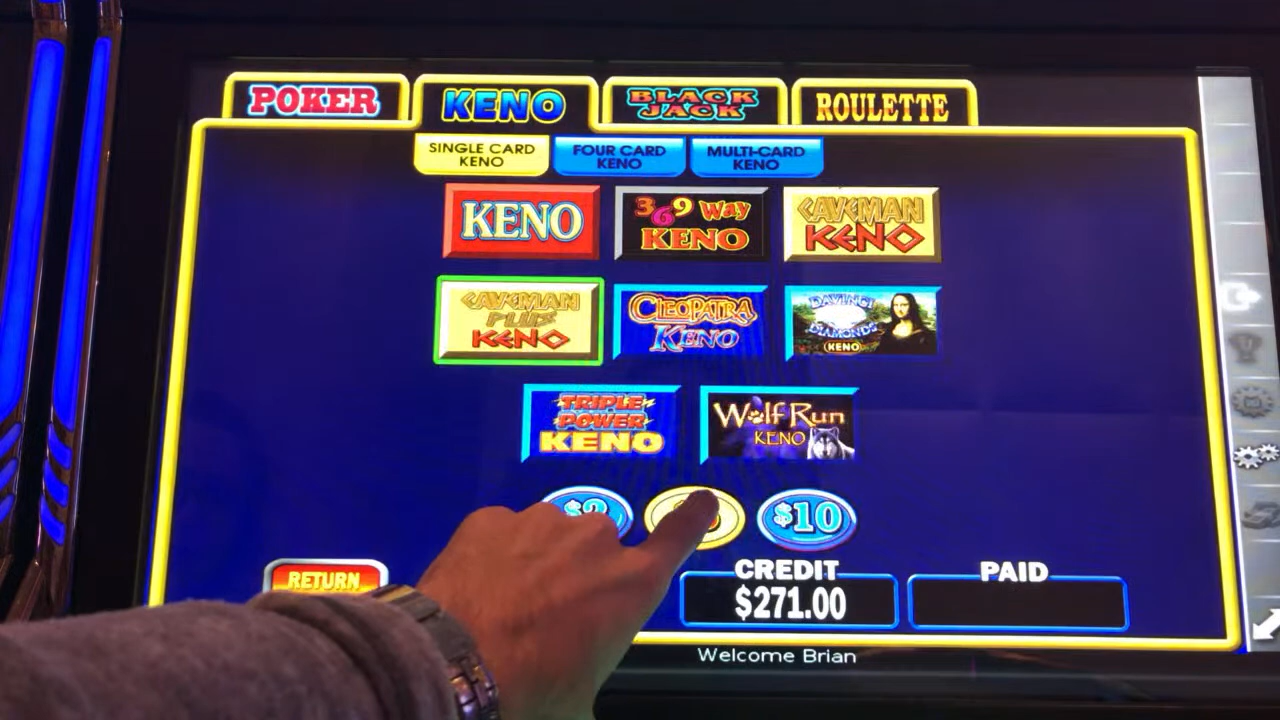 POKER
KENO
BLACK
JACK
ROULETTE
SINGLE CARD
KENO
FOUR CARD
KENO
MULTI-CARD
KENO
KENO
369 Way
KENO
CAVEMAN
KENO
CAVEMAN
PLUS
KENO
CLEOPATRA
KENO
DAVINCI
DIAMONDS
KENO
TRIPLE
POWER
KENO
Wolf Run
KENO
$2
$10
RETURN
CREDIT
$271.00
PAID
Welcome Brian